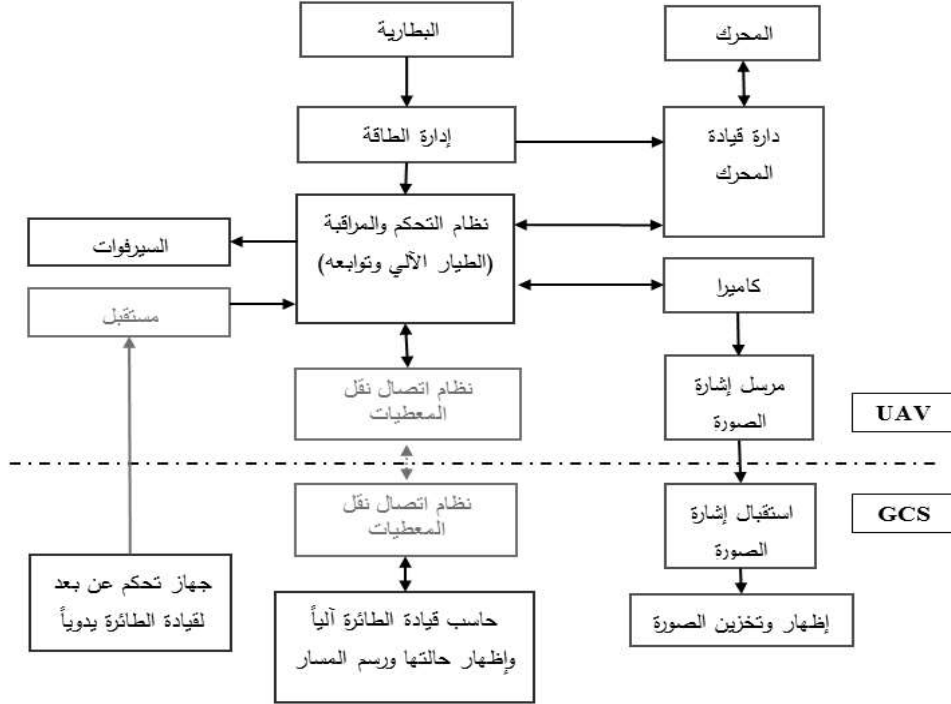 البطارية
المحرك
إدارة الطاقة
دارة قيادة
المحرك
نظام التحكم والمراقبة
(الطيار الآلي وتوابعه)
السيرفوات
كاميرا
مستقبل
نظام اتصال نقل
المعطيات
مرسل إشارة
الصورة
UAV
نظام اتصال نقل
المعطيات
استقبال إشارة
الصورة
GCS
جهاز تحكم عن بعد
لقيادة الطائرة يدوياً
حاسب قيادة الطائرة آلياً
وإظهار حالتها ورسم المسار
إظهار وتخزين الصورة